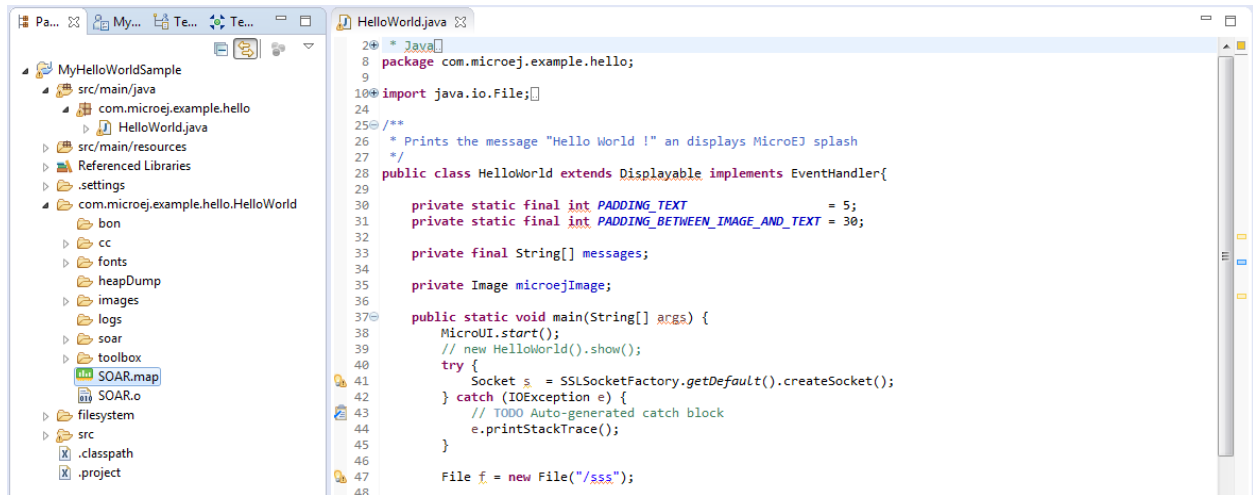 Pa...
My...
Te...
Te...
MyHelloWorldSample
src/main/java
com.microej.example.hello
HelloWorld.java
src/main/resources
Referenced Libraries
.settings
com.microej.example.hello.HelloWorld
bon
cc
fonts
heapDump
images
logs
soar
toolbox
SOAR.map
SOAR.o
filesystem
src
.classpath
.project
HelloWorld.java
2 * Java
8 package com.microej.example.hello;
9
10 import java.io.File;
24
25 /**
26 * Prints the message "Hello World !" an displays MicroEJ splash
27 */
28 public class HelloWorld extends Displayable implements EventHandler{
29
30 private static final int PADDING_TEXT = 5;
31 private static final int PADDING_BETWEEN_IMAGE_AND_TEXT = 30;
32
33 private final String[] messages;
34
35 private Image microejImage;
36
37 public static void main(String[] args) {
38 MicroUI.start();
39 // new HelloWorld().show();
40 try {
41 Socket s = SSLSocketFactory.getDefault().createSocket();
42 } catch (IOException e) {
43 // TODO Auto-generated catch block
44 e.printStackTrace();
45 }
46
47 File f = new File("/sss");
48